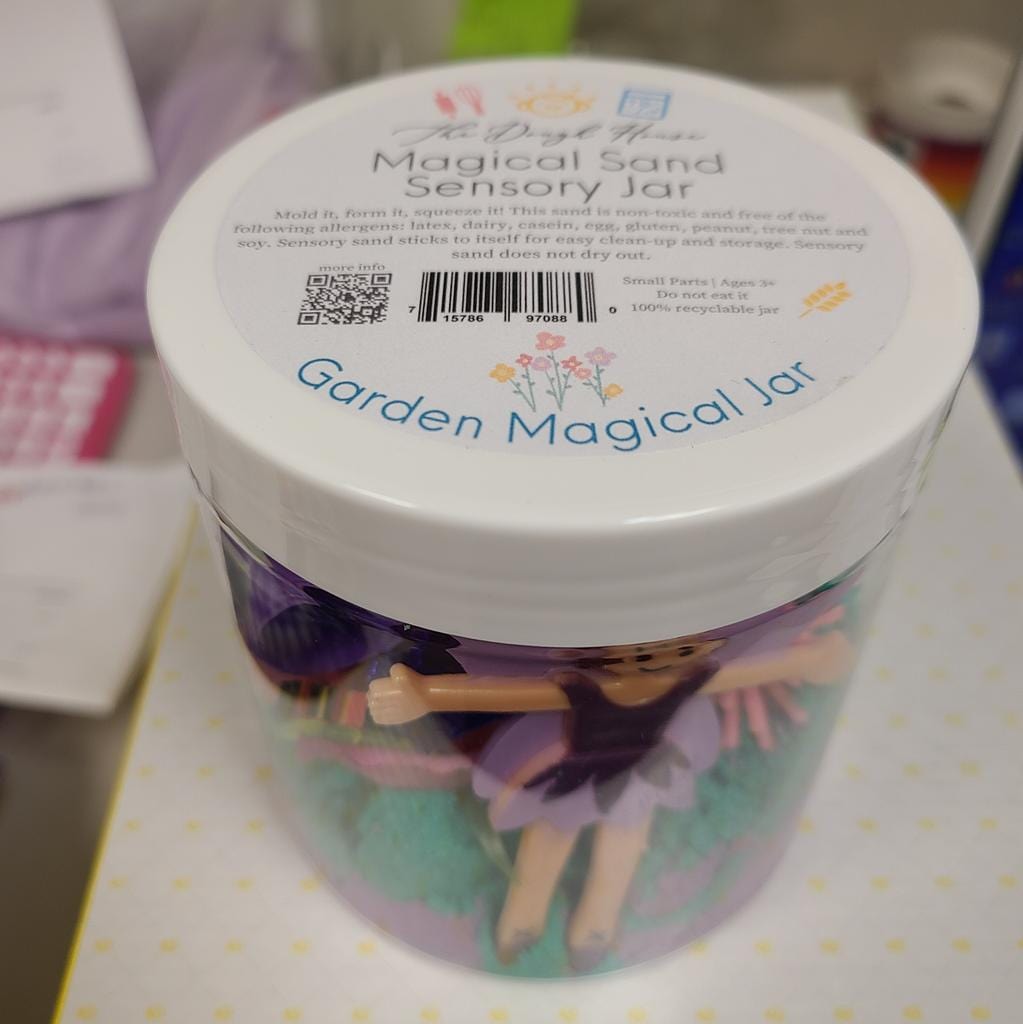 The Dough House
Magical Sand
Sensory Jar
Mold it, form it, squeeze it! This sand is non-toxic and free of the
following allergens: latex, dairy, casein, egg, gluten, peanut, tree nut and
soy. Sensory sand sticks to itself for easy clean-up and storage. Sensory
sand does not dry out.
more info
7 15786 97088 0
Small Parts | Ages 3+
Do not eat it
100% recyclable jar
Garden Magical Jar